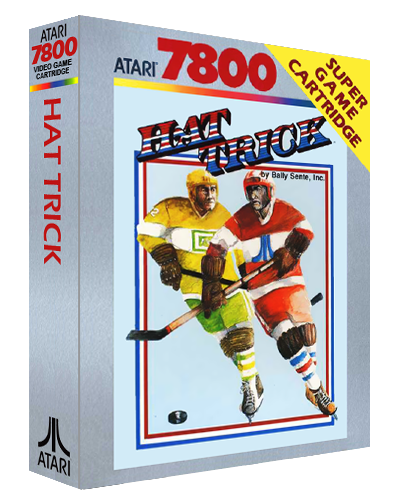 ATARI
7800
VIDEO GAME
CARTRIDGE
HAT TRICK
ATARI
ATARI® 7800
SUPER
GAME
CARTRIDGE
HAT
TRICK
by Bally Sente, Inc.